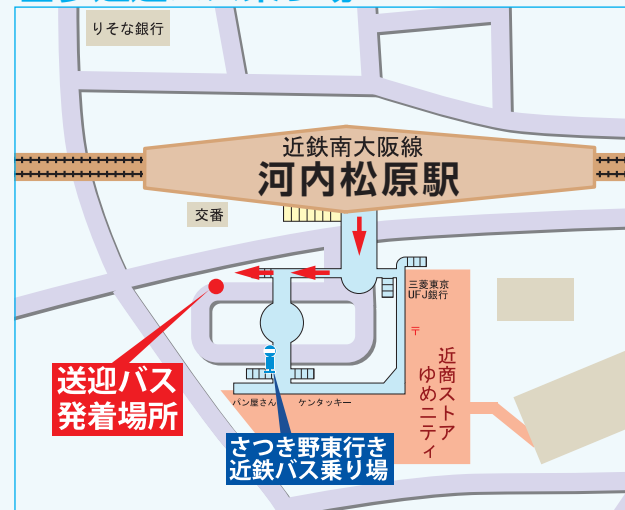 りそな銀行
近鉄南大阪線
河内松原駅
交番
三菱東京
UFJ銀行
〒
近商ストア
ゆめニティ
送迎バス
発着場所
パン屋さん
ケンタッキー
さつき野東行き
近鉄バス乗り場